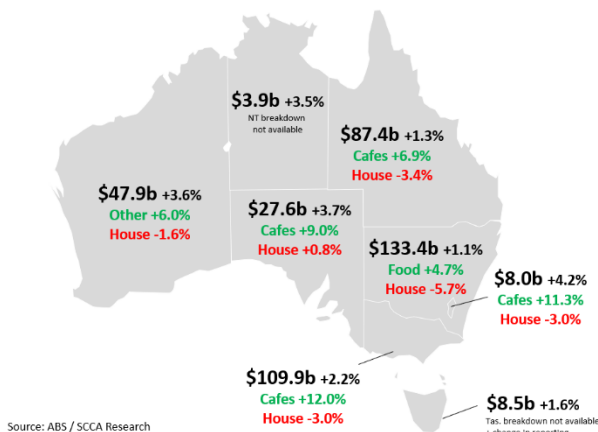 $3.9b +3.5%
NT breakdown
not available
$87.4b +1.3%
Cafes +6.9%
House -3.4%
$47.9b +3.6%
Other +6.0%
House -1.6%
$27.6b +3.7%
Cafes +9.0%
House +0.8%
$133.4b +1.1%
Food +4.7%
House -5.7%
$8.0b +4.2%
Cafes +11.3%
House -3.0%
$109.9b +2.2%
Cafes +12.0%
House -3.0%
$8.5b +1.6%
Tas. breakdown not available
+ change in reporting
Source: ABS / SCCA Research